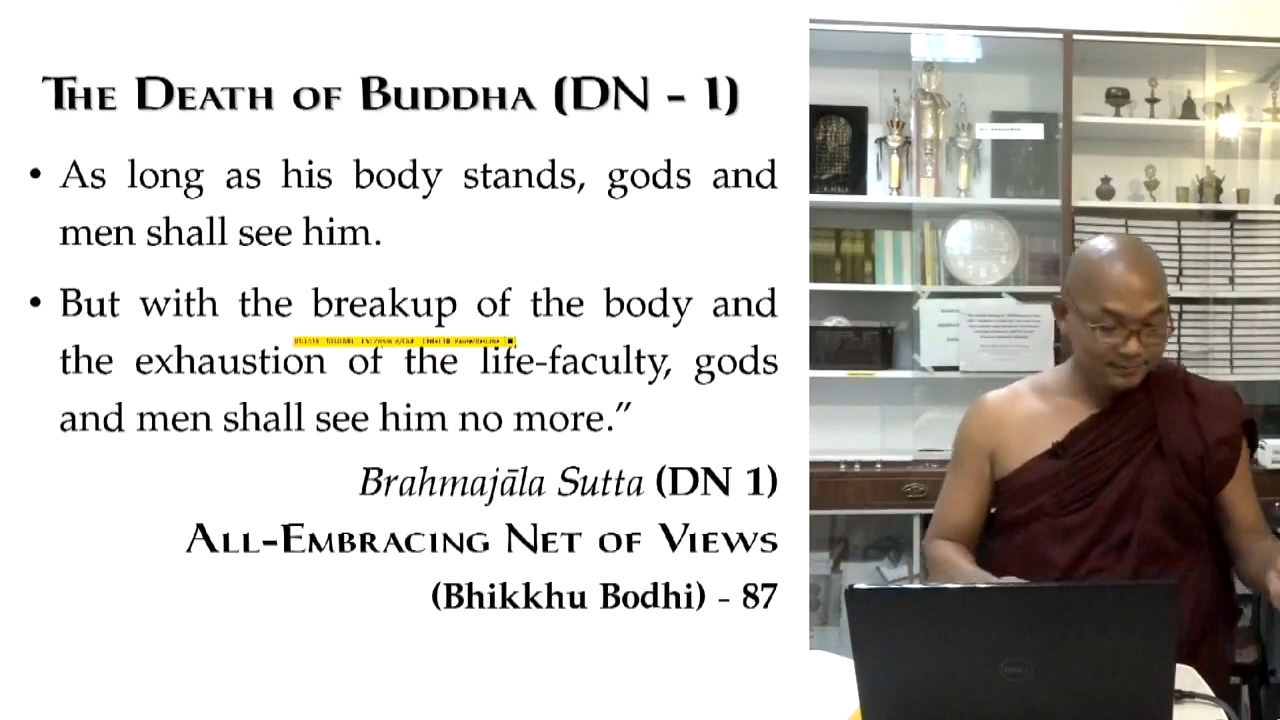 The Death of Buddha (DN - 1)
• As long as his body stands, gods and
men shall see him.
• But with the breakup of the body and
the exhaustion of the life-faculty, gods
and men shall see him no more.”
Brahmajāla Sutta (DN 1)
All-Embracing Net of Views
(Bhikkhu Bodhi) - 87
DELL